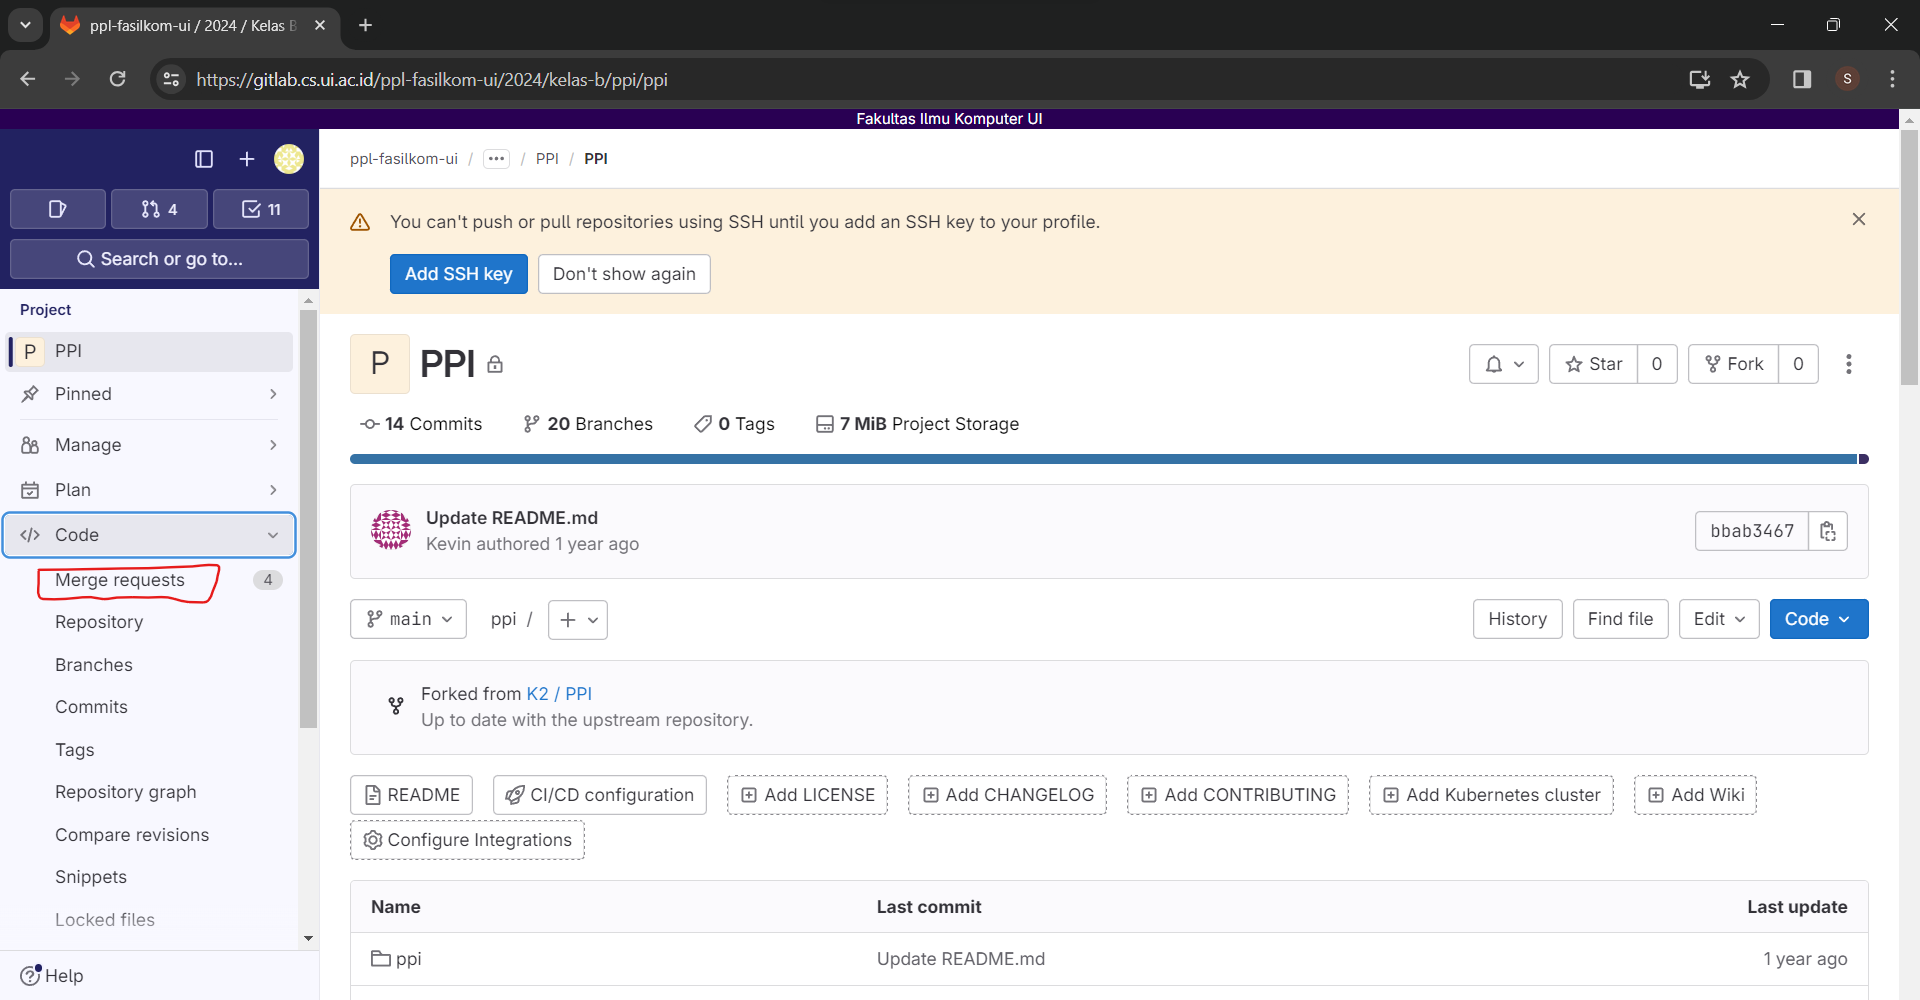 ppl-fasilkom-ui / 2024 / Kelas B
https://gitlab.cs.ui.ac.id/ppl-fasilkom-ui/2024/kelas-b/ppi/ppi
S
Fakultas Ilmu Komputer UI
4
11
Search or go to...
Project
P PPI
Pinned
Manage
Plan
Code
Merge requests 4
Repository
Branches
Commits
Tags
Repository graph
Compare revisions
Snippets
Locked files
Help
ppl-fasilkom-ui / ... / PPI / PPI
You can't push or pull repositories using SSH until you add an SSH key to your profile.
Add SSH key Don't show again
P PPI
Star 0 Fork 0
14 Commits 20 Branches 0 Tags 7 MiB Project Storage
Update README.md
Kevin authored 1 year ago
bbab3467
main ppi / +
History Find file Edit Code
Forked from K2 / PPI
Up to date with the upstream repository.
README CI/CD configuration Add LICENSE Add CHANGELOG Add CONTRIBUTING Add Kubernetes cluster Add Wiki
Configure Integrations
Name Last commit Last update
ppi Update README.md 1 year ago